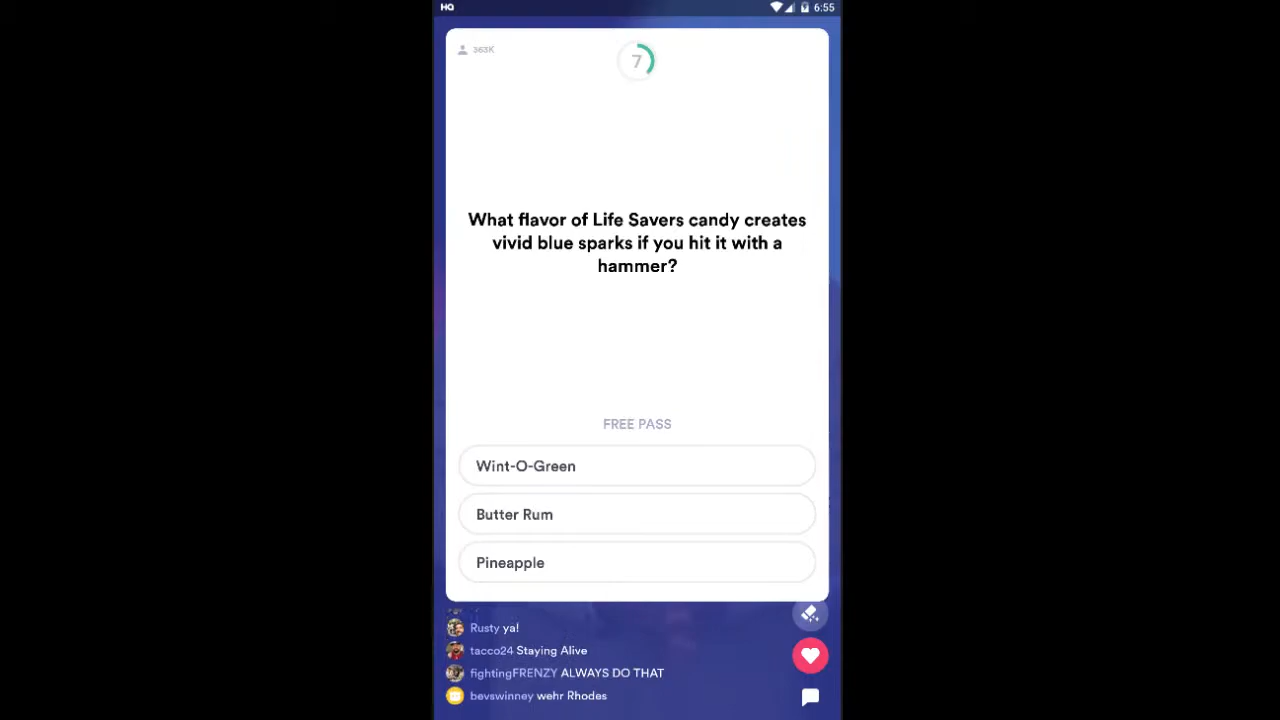 HQ
6:55
363K
7
What flavor of Life Savers candy creates
vivid blue sparks if you hit it with a
hammer?
FREE PASS
Wint-O-Green
Butter Rum
Pineapple
Rusty ya!
tacco24 Staying Alive
fightingFRENZY ALWAYS DO THAT
bevswinney wehr Rhodes